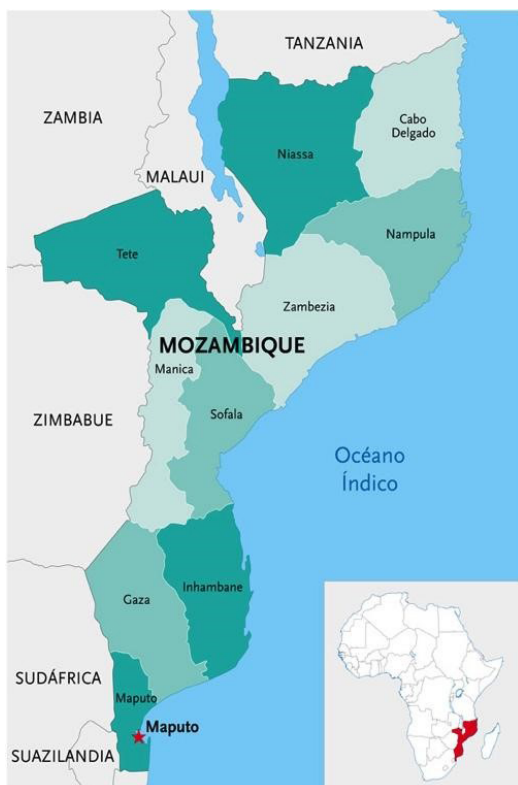 TANZANIA
ZAMBIA
Cabo
Delgado
Niassa
MALAUI
Nampula
Tete
Zambezia
MOZAMBIQUE
Manica
Sofala
ZIMBABUE
Océano
Índico
Inhambane
Gaza
SUDÁFRICA
Maputo
Maputo
SUAZILANDIA